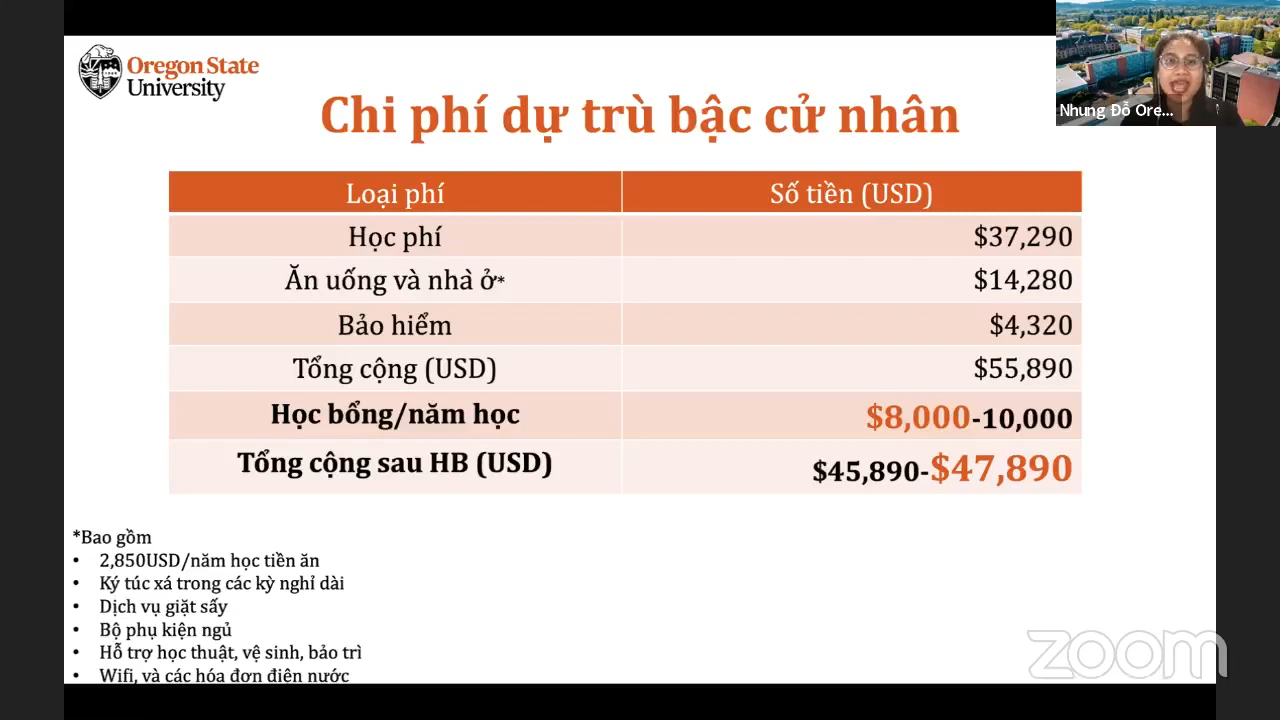 Oregon State
University
Chi phí dự trù bậc cử nhân
Nhung Đỗ Ore...
Loại phí Số tiền (USD)
Học phí $37,290
Ăn uống và nhà ở* $14,280
Bảo hiểm $4,320
Tổng cộng (USD) $55,890
Học bổng/năm học $8,000-10,000
Tổng cộng sau HB (USD) $45,890-$47,890
*Bao gồm
• 2,850USD/năm học tiền ăn
• Ký túc xá trong các kỳ nghỉ dài
• Dịch vụ giặt sấy
• Bộ phụ kiện ngủ
• Hỗ trợ học thuật, vệ sinh, bảo trì
• Wifi, và các hóa đơn điện nước
zoom